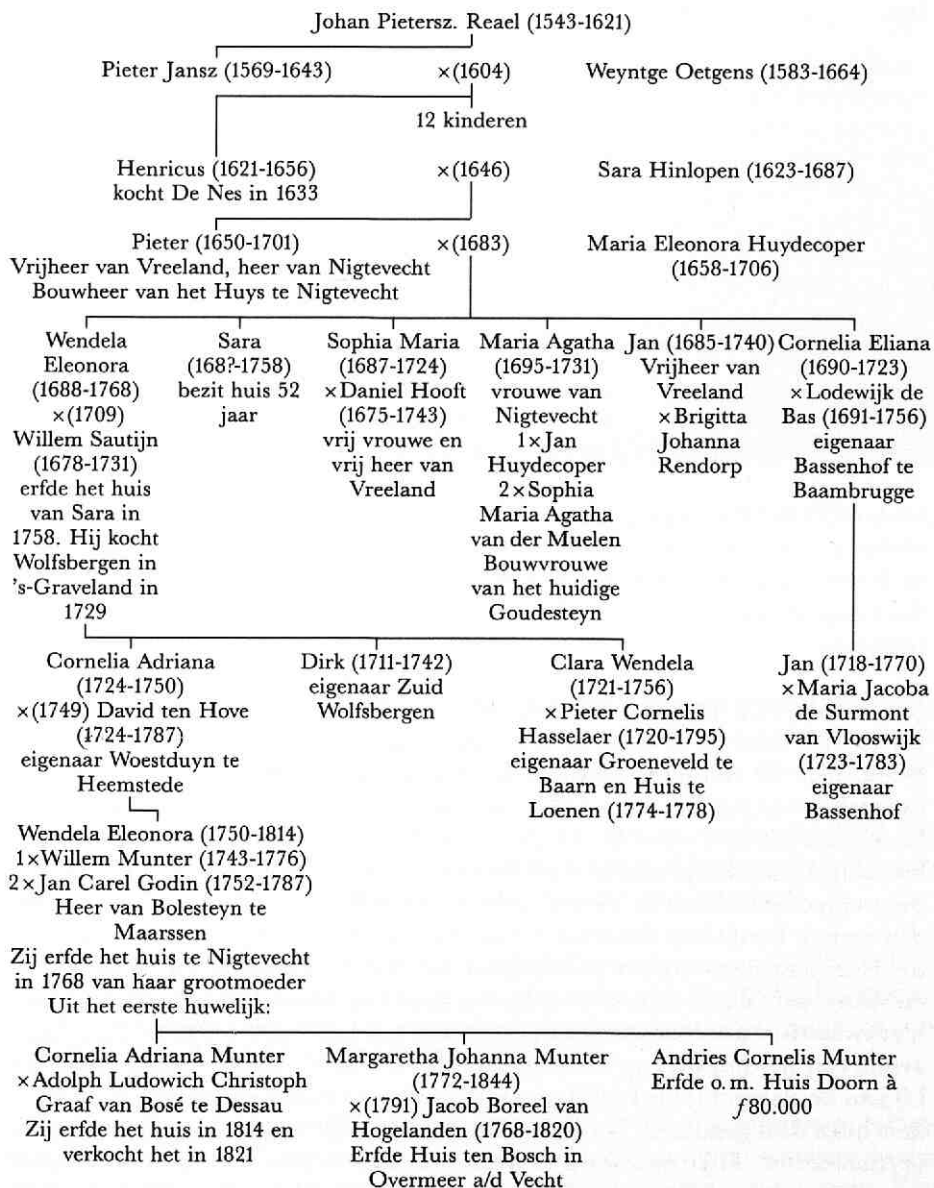 Johan Pietersz. Reael (1543-1621)
Pieter Jansz (1569-1643) ×(1604) Weyntge Oetgens (1583-1664)
12 kinderen
Henricus (1621-1656) ×(1646) Sara Hinlopen (1623-1687)
kocht De Nes in 1633
Pieter (1650-1701) ×(1683) Maria Eleonora Huydecoper
(1658-1706)
Vrijheer van Vreeland, heer van Nigtevecht
Bouwheer van het Huys te Nigtevecht
Wendela
Eleonora
(1688-1768)
×(1709)
Willem Sautijn
(1678-1731)
erfde het huis
van Sara in
1758. Hij kocht
Wolfsbergen in
's-Graveland in
1729
Sara
(168?-1758)
bezit huis 52
jaar
Sophia Maria
(1687-1724)
×Daniel Hooft
(1675-1743)
vrij vrouwe en
vrij heer van
Vreeland
Maria Agatha
(1695-1731)
vrouwe van
Nigtevecht
1×Jan
Huydecoper
2×Sophia
Maria Agatha
van der Muelen
Bouwvrouwe
van het huidige
Goudesteyn
Jan (1685-1740)
Vrijheer van
Vreeland
×Brigitta
Johanna
Rendorp
Cornelia Eliana
(1690-1723)
×Lodewijk de
Bas (1691-1756)
eigenaar
Bassenhof te
Baambrugge
Cornelia Adriana
(1724-1750)
×(1749) David ten Hove
(1724-1787)
eigenaar Woestduyn te
Heemstede
Dirk (1711-1742)
eigenaar Zuid
Wolfsbergen
Clara Wendela
(1721-1756)
×Pieter Cornelis
Hasselaer (1720-1795)
eigenaar Groeneveld te
Baarn en Huis te
Loenen (1774-1778)
Jan (1718-1770)
×Maria Jacoba
de Surmont
van Vlooswijk
(1723-1783)
eigenaar
Bassenhof
Wendela Eleonora (1750-1814)
1×Willem Munter (1743-1776)
2×Jan Carel Godin (1752-1787)
Heer van Bolesteyn te
Maarssen
Zij erfde het huis te Nigtevecht
in 1768 van haar grootmoeder
Uit het eerste huwelijk:
Cornelia Adriana Munter
×Adolph Ludowich Christoph
Graaf van Bosé te Dessau
Zij erfde het huis in 1814 en
verkocht het in 1821
Margaretha Johanna Munter
(1772-1844)
×(1791) Jacob Boreel van
Hogelanden (1768-1820)
Erfde Huis ten Bosch in
Overmeer a/d Vecht
Andries Cornelis Munter
Erfde o.m. Huis Doorn à
ƒ80.000